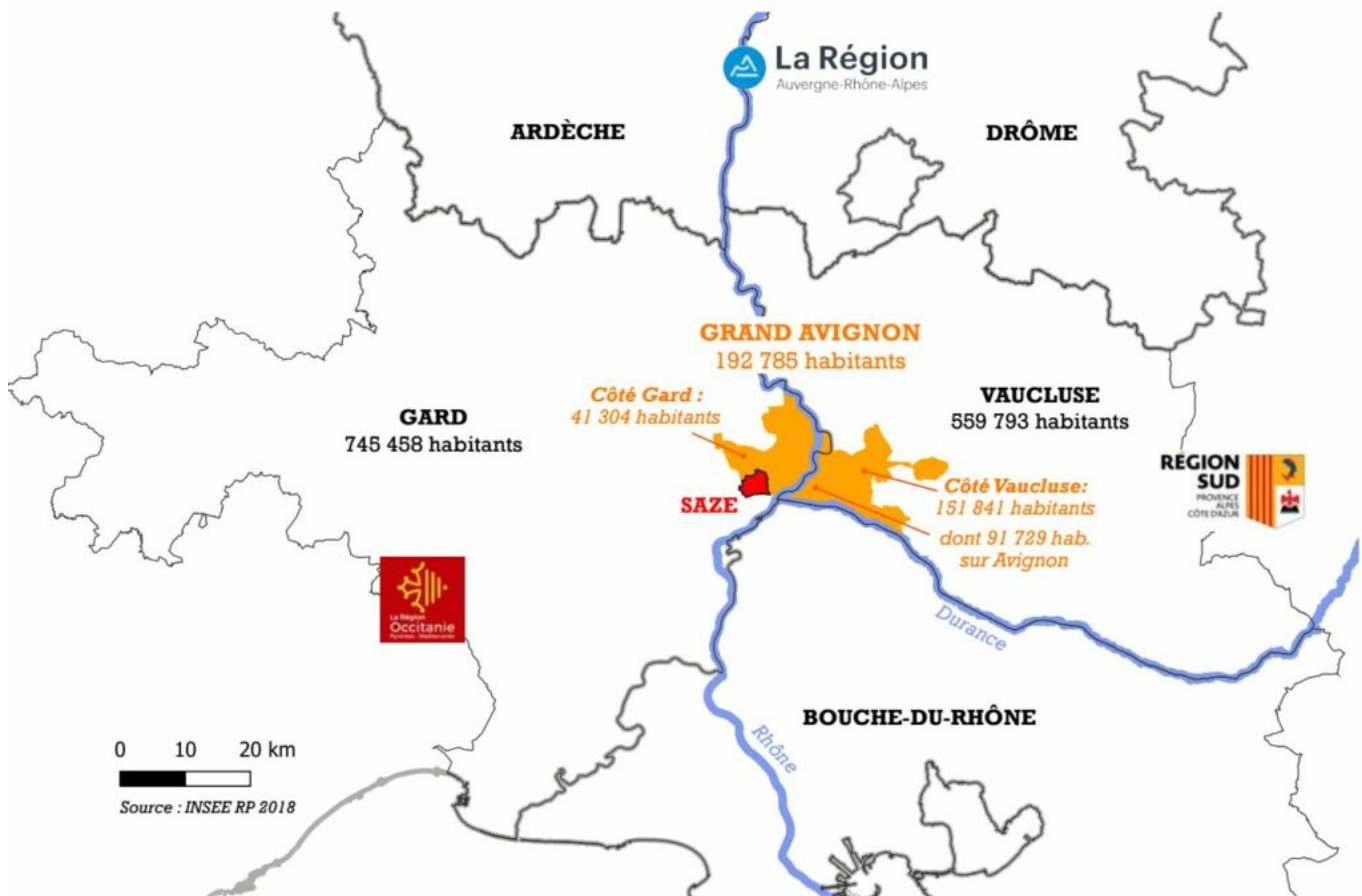 La Région
Auvergne-Rhône-Alpes
ARDÈCHE
DRÔME
GRAND AVIGNON
192 785 habitants
Côté Gard :
41 304 habitants
VAUCLUSE
559 793 habitants
GARD
745 458 habitants
RÉGION
SUD
PROVENCE
ALPES
CÔTE D'AZUR
SAZE
Côté Vaucluse:
151 841 habitants
dont 91 729 hab.
sur Avignon
La Région
Occitanie
Pyrénées - Méditerranée
Durance
BOUCHE-DU-RHÔNE
Rhône
0 10 20 km
Source : INSEE RP 2018